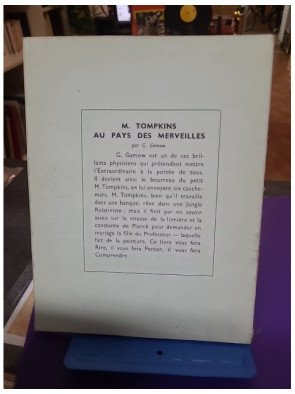 M. TOMPKINS
AU PAYS DES MERVEILLES
par G. Gamow
G. Gamow est un de ces bril-
lants physiciens qui prétendent mettre
l'Extraordinaire à la portée de tous.
Il devient ainsi le bourreau du petit
M. Tompkins, en lui envoyant six cauche-
mars. M. Tompkins, bien qu'il travaille
dans une banque, rêve dans une Jungle
Relativiste ; mais il finit par en savoir
assez sur la vitesse de la lumière et la
constante de Planck pour demander en
mariage la fille du Professeur — laquelle
fait de la peinture. Ce livre vous fera
Rire, il vous fera Penser, il vous fera
Comprendre.